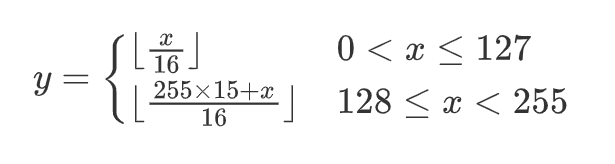 y = { ⌊ x/16 ⌋ 0 < x ≤ 127
⌊ (255×15+x)/16 ⌋ 128 ≤ x < 255